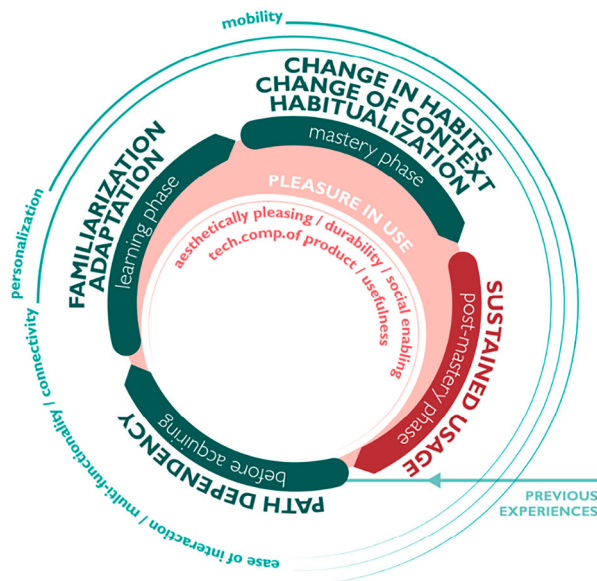 mobility
CHANGE IN HABITS
CHANGE OF CONTEXT
HABITUALIZATION
mastery phase
FAMILIARIZATION
ADAPTATION
learning phase
PLEASURE IN USE
aesthetically pleasing / durability / social enabling
tech.comp.of product / usefulness
personalization
SUSTAINED USAGE
post-mastery phase
PATH DEPENDENCY
before acquiring
ease of interaction / multi-functionality / connectivity
PREVIOUS
EXPERIENCES